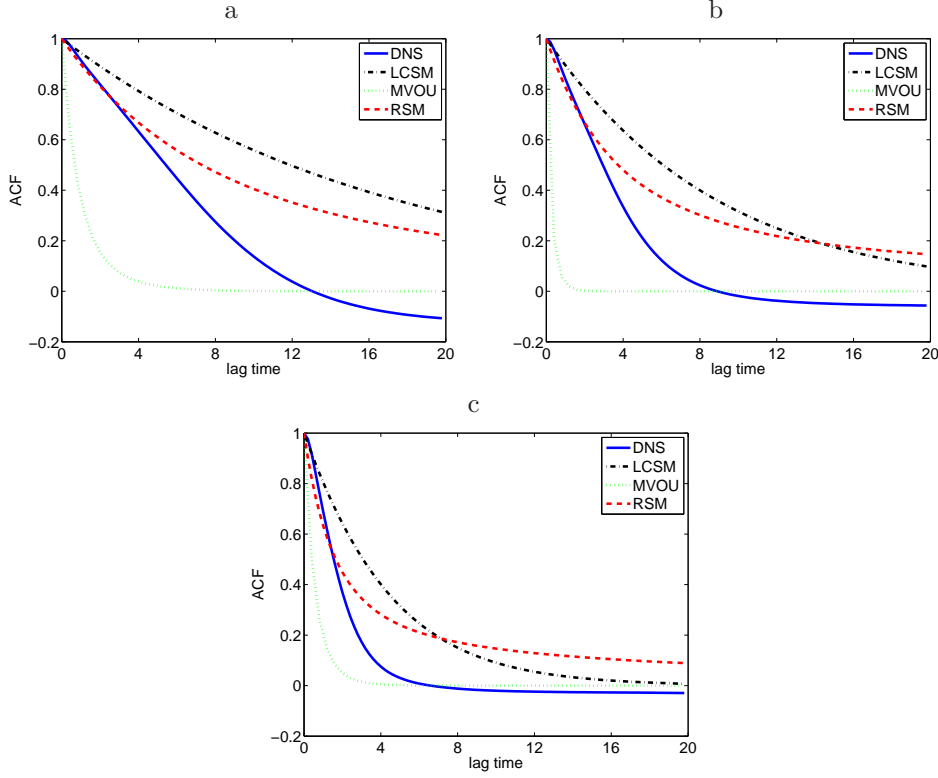 a
1
0.8
0.6
0.4
0.2
0
−0.2
ACF
0 4 8 12 16 20
lag time
DNS
LCSM
MVOU
RSM
b
1
0.8
0.6
0.4
0.2
0
−0.2
ACF
0 4 8 12 16 20
lag time
DNS
LCSM
MVOU
RSM
c
1
0.8
0.6
0.4
0.2
0
−0.2
ACF
0 4 8 12 16 20
lag time
DNS
LCSM
MVOU
RSM